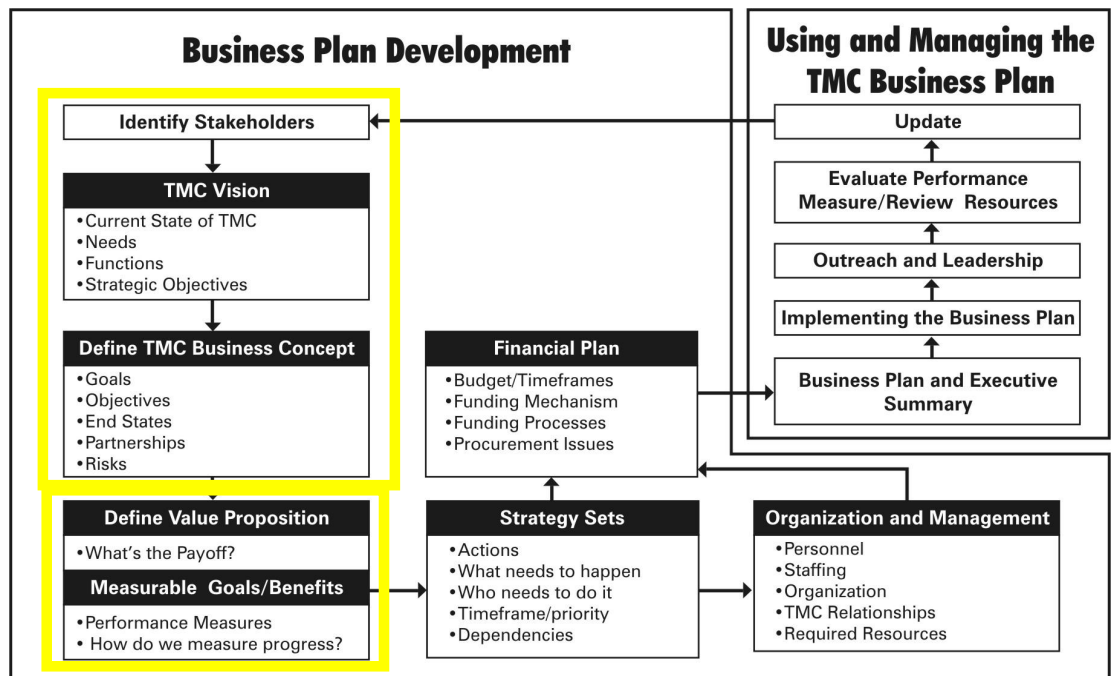 Business Plan Development
Identify Stakeholders
TMC Vision
•Current State of TMC
•Needs
•Functions
•Strategic Objectives
Define TMC Business Concept
•Goals
•Objectives
•End States
•Partnerships
•Risks
Define Value Proposition
•What's the Payoff?
Measurable Goals/Benefits
•Performance Measures
• How do we measure progress?
Strategy Sets
•Actions
•What needs to happen
•Who needs to do it
•Timeframe/priority
•Dependencies
Financial Plan
•Budget/Timeframes
•Funding Mechanism
•Funding Processes
•Procurement Issues
Organization and Management
•Personnel
•Staffing
•Organization
•TMC Relationships
•Required Resources
Using and Managing the
TMC Business Plan
Update
Evaluate Performance
Measure/Review Resources
Outreach and Leadership
Implementing the Business Plan
Business Plan and Executive
Summary